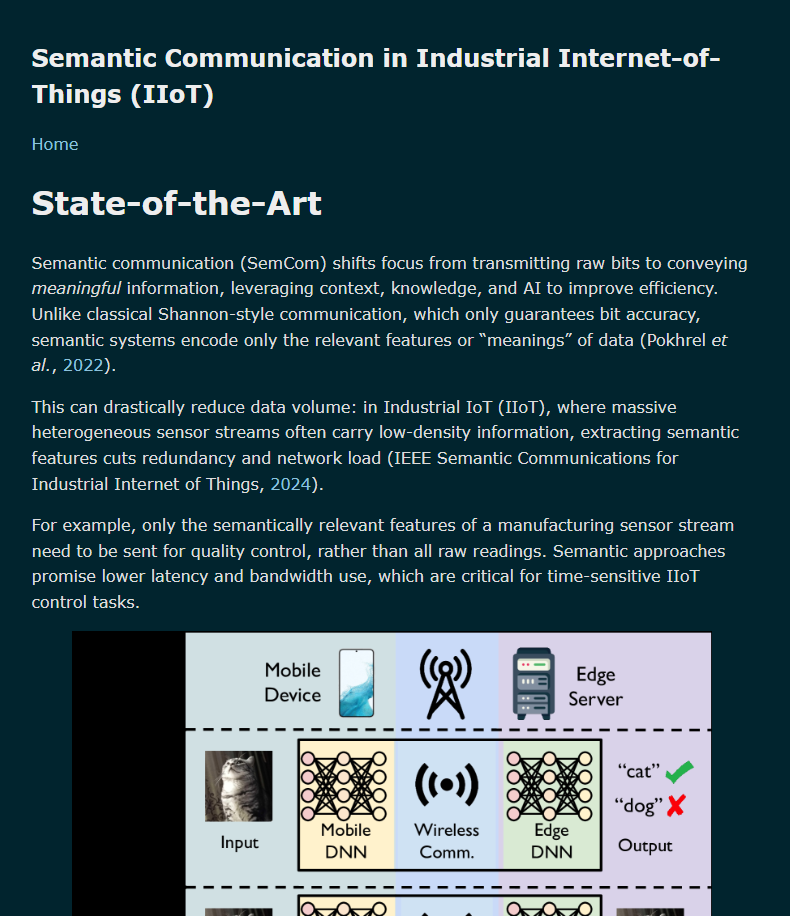 Semantic Communication in Industrial Internet-of-
Things (IIoT)
Home
State-of-the-Art
Semantic communication (SemCom) shifts focus from transmitting raw bits to conveying
meaningful information, leveraging context, knowledge, and AI to improve efficiency.
Unlike classical Shannon-style communication, which only guarantees bit accuracy,
semantic systems encode only the relevant features or “meanings” of data (Pokhrel et
al., 2022).
This can drastically reduce data volume: in Industrial IoT (IIoT), where massive
heterogeneous sensor streams often carry low-density information, extracting semantic
features cuts redundancy and network load (IEEE Semantic Communications for
Industrial Internet of Things, 2024).
For example, only the semantically relevant features of a manufacturing sensor stream
need to be sent for quality control, rather than all raw readings. Semantic approaches
promise lower latency and bandwidth use, which are critical for time-sensitive IIoT
control tasks.
Mobile
Device
Edge
Server
Input
Mobile
DNN
Wireless
Comm.
Edge
DNN
“cat”
“dog”
Output